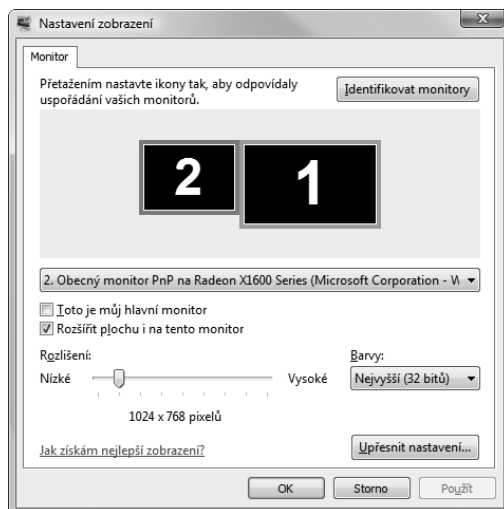 Nastavení zobrazení
Monitor
Přetažením nastavte ikony tak, aby odpovídaly
uspořádání vašich monitorů.
Identifikovat monitory
2
1
2. Obecný monitor PnP na Radeon X1600 Series (Microsoft Corporation - W
Toto je můj hlavní monitor
Rozšířit plochu i na tento monitor
Rozlišení:
Nízké
Vysoké
1024 x 768 pixelů
Barvy:
Nejvyšší (32 bitů)
Jak získám nejlepší zobrazení?
Upřesnit nastavení...
OK
Storno
Použít